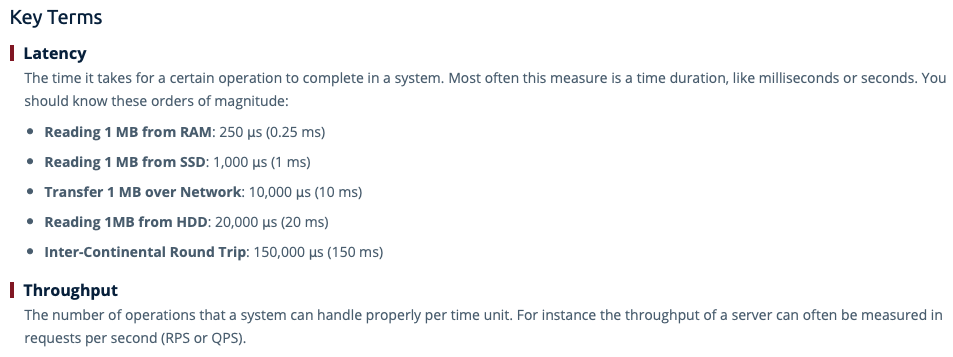 Key Terms
Latency
The time it takes for a certain operation to complete in a system. Most often this measure is a time duration, like milliseconds or seconds. You
should know these orders of magnitude:
• Reading 1 MB from RAM: 250 μs (0.25 ms)
• Reading 1 MB from SSD: 1,000 μs (1 ms)
• Transfer 1 MB over Network: 10,000 μs (10 ms)
• Reading 1MB from HDD: 20,000 μs (20 ms)
• Inter-Continental Round Trip: 150,000 μs (150 ms)
Throughput
The number of operations that a system can handle properly per time unit. For instance the throughput of a server can often be measured in
requests per second (RPS or QPS).